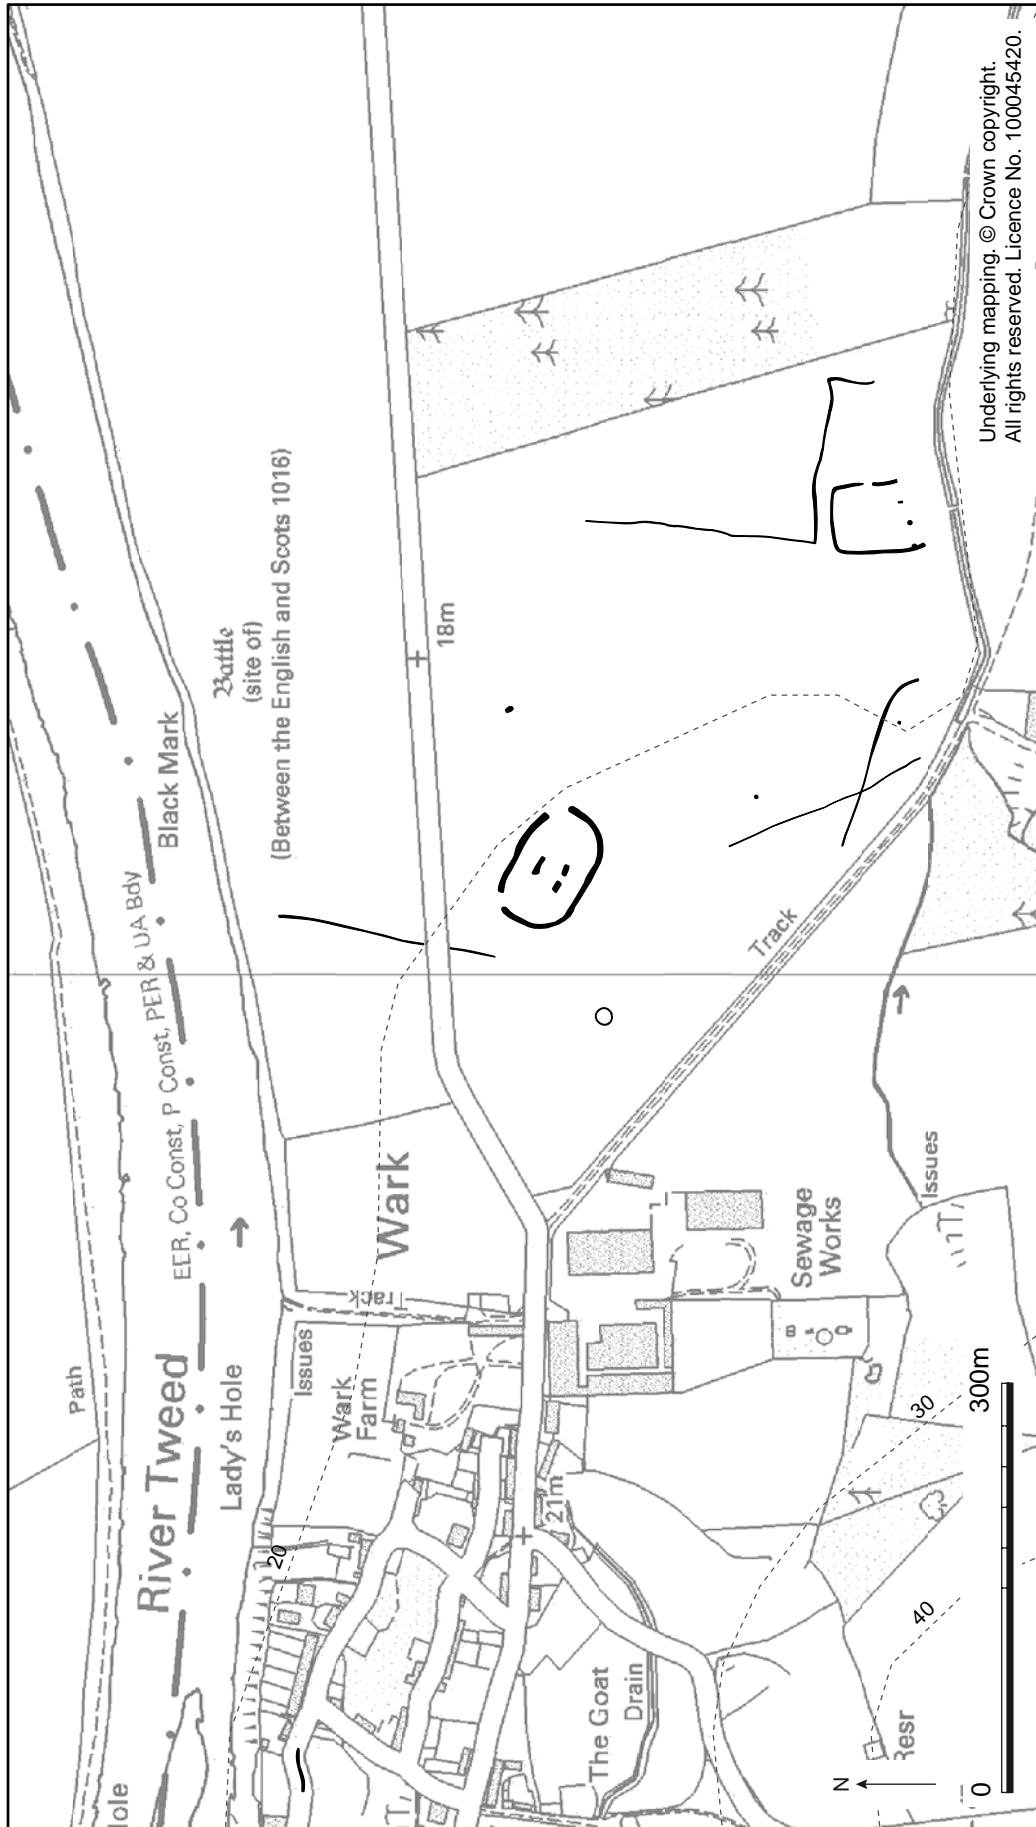 Path
River Tweed
EER, Co Const, P Const, PER & UA Bdy
Black Mark
Lady's Hole
Battle
(site of)
(Between the English and Scots 1016)
18m
Issues
Track
Wark
Wark
Farm
20
21m
Track
Sewage
Works
Issues
The Goat
Drain
30
40
Resr
N
0
300m
Underlying mapping. © Crown copyright.
All rights reserved. Licence No. 100045420.